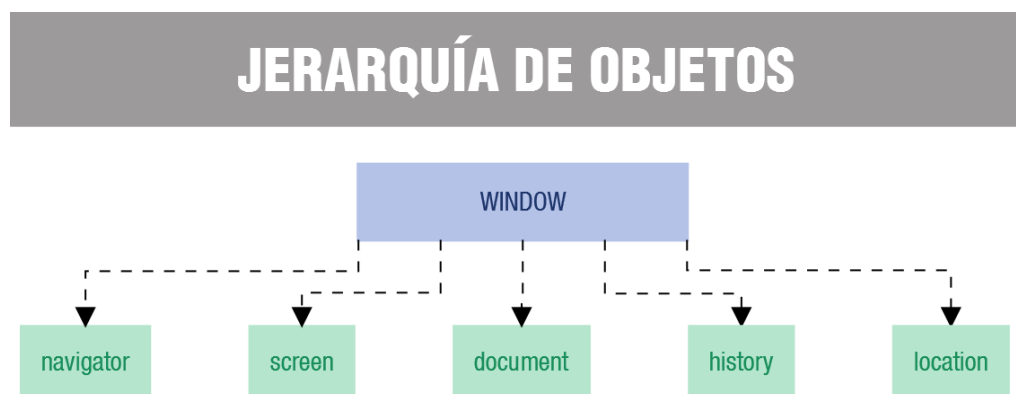 JERARQUÍA DE OBJETOS
WINDOW
navigator
screen
document
history
location